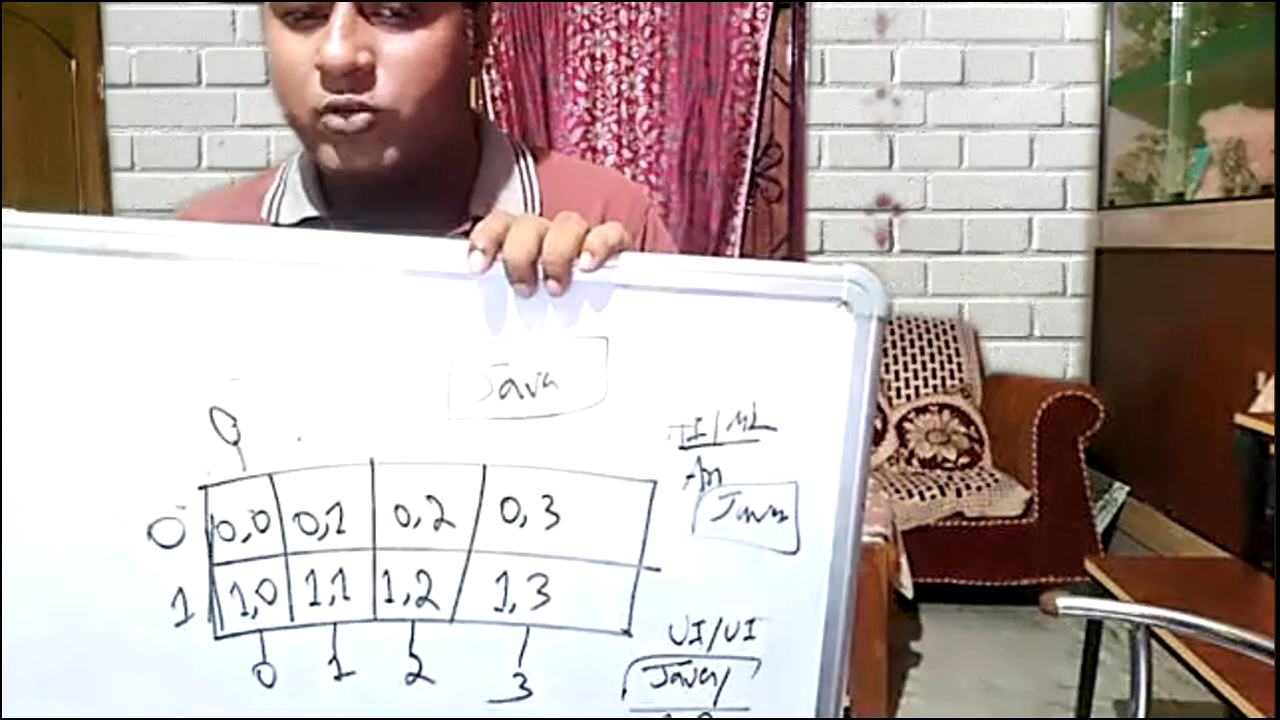 Java
0 0,0 0,1 0,2 0,3
1 1,0 1,1 1,2 1,3
0 1 2 3
Java
UI/UI
Java/